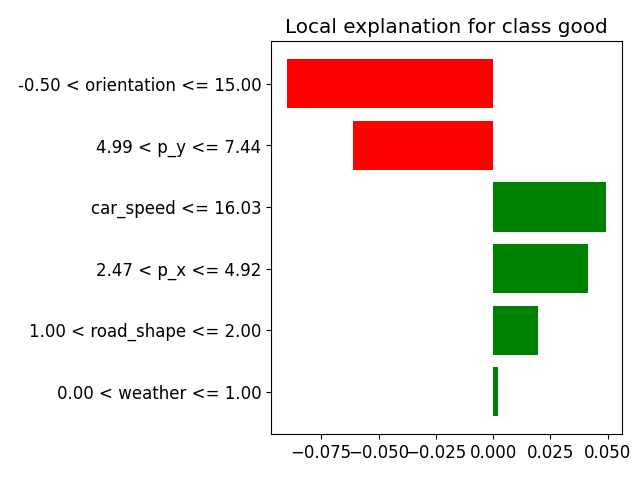 Local explanation for class good
-0.50 < orientation <= 15.00
4.99 < p_y <= 7.44
car_speed <= 16.03
2.47 < p_x <= 4.92
1.00 < road_shape <= 2.00
0.00 < weather <= 1.00
−0.075 −0.050 −0.025 0.000 0.025 0.050